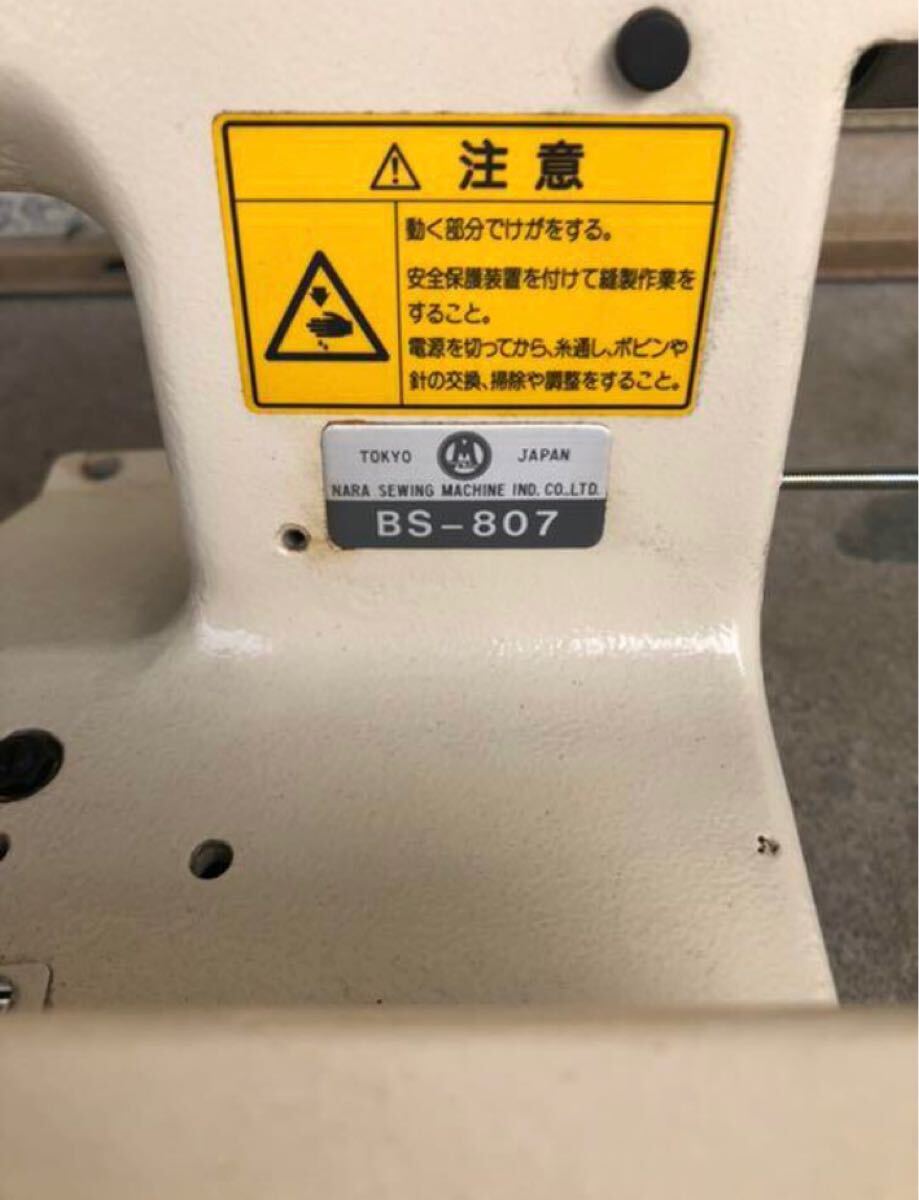 注意
動く部分でけがをする。
安全保護装置を付けて縫製作業を
すること。
電源を切ってから、糸通し、ボビンや
針の交換、掃除や調整をすること。
TOKYO JAPAN
NARA SEWING MACHINE IND. CO.,LTD.
BS-807